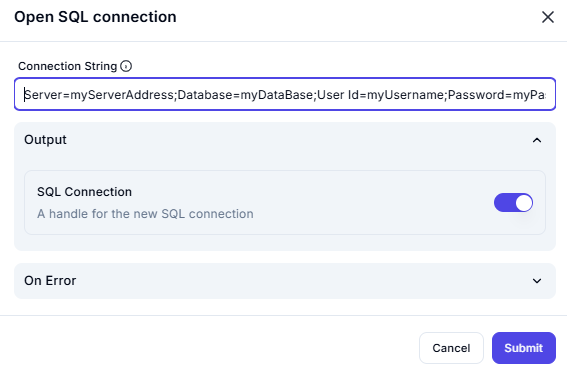 Open SQL connection
Connection String
Server=myServerAddress;Database=myDataBase;User Id=myUsername;Password=myPa
Output
SQL Connection
A handle for the new SQL connection
On Error
Cancel Submit